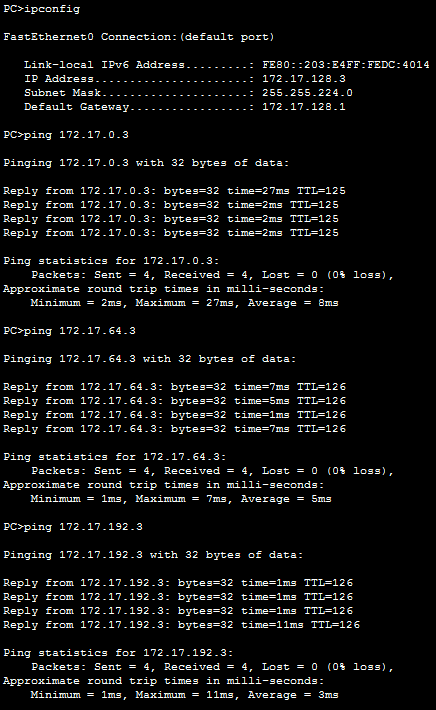 PC>ipconfig
FastEthernet0 Connection:(default port)
Link-local IPv6 Address.........: FE80::203:E4FF:FEDC:4014
IP Address......................: 172.17.128.3
Subnet Mask.....................: 255.255.224.0
Default Gateway.................: 172.17.128.1
PC>ping 172.17.0.3
Pinging 172.17.0.3 with 32 bytes of data:
Reply from 172.17.0.3: bytes=32 time=27ms TTL=125
Reply from 172.17.0.3: bytes=32 time=2ms TTL=125
Reply from 172.17.0.3: bytes=32 time=2ms TTL=125
Reply from 172.17.0.3: bytes=32 time=2ms TTL=125
Ping statistics for 172.17.0.3:
Packets: Sent = 4, Received = 4, Lost = 0 (0% loss),
Approximate round trip times in milli-seconds:
Minimum = 2ms, Maximum = 27ms, Average = 8ms
PC>ping 172.17.64.3
Pinging 172.17.64.3 with 32 bytes of data:
Reply from 172.17.64.3: bytes=32 time=7ms TTL=126
Reply from 172.17.64.3: bytes=32 time=5ms TTL=126
Reply from 172.17.64.3: bytes=32 time=1ms TTL=126
Reply from 172.17.64.3: bytes=32 time=7ms TTL=126
Ping statistics for 172.17.64.3:
Packets: Sent = 4, Received = 4, Lost = 0 (0% loss),
Approximate round trip times in milli-seconds:
Minimum = 1ms, Maximum = 7ms, Average = 5ms
PC>ping 172.17.192.3
Pinging 172.17.192.3 with 32 bytes of data:
Reply from 172.17.192.3: bytes=32 time=1ms TTL=126
Reply from 172.17.192.3: bytes=32 time=1ms TTL=126
Reply from 172.17.192.3: bytes=32 time=1ms TTL=126
Reply from 172.17.192.3: bytes=32 time=11ms TTL=126
Ping statistics for 172.17.192.3:
Packets: Sent = 4, Received = 4, Lost = 0 (0% loss),
Approximate round trip times in milli-seconds:
Minimum = 1ms, Maximum = 11ms, Average = 3ms